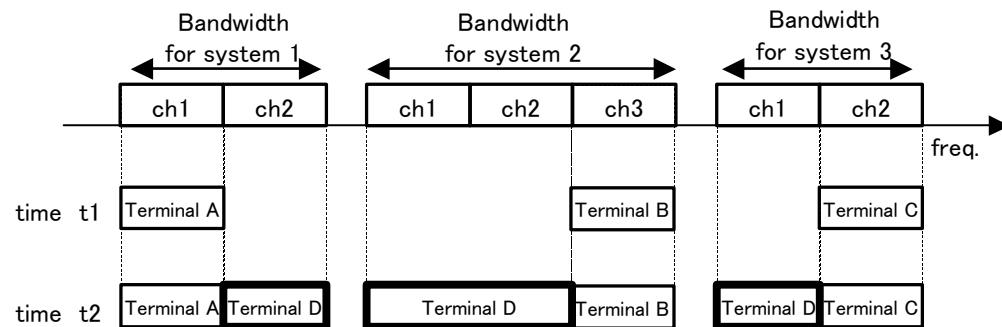 Bandwidth
for system 1
Bandwidth
for system 2
Bandwidth
for system 3
ch1 ch2 ch1 ch2 ch3 ch1 ch2
freq.
time t1 Terminal A Terminal B Terminal C
time t2 Terminal A Terminal D Terminal D Terminal B Terminal D Terminal C